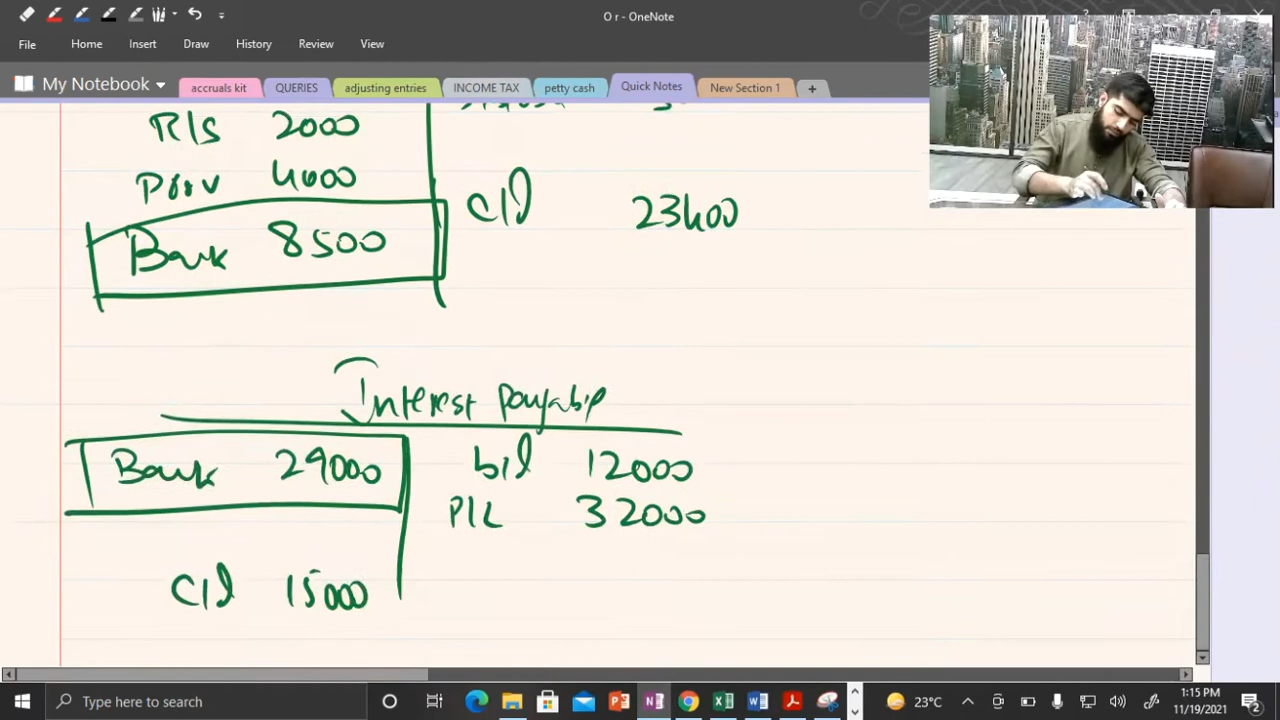 O r - OneNote
File Home Insert Draw History Review View
My Notebook accruals kit QUERIES adjusting entries INCOME TAX petty cash Quick Notes New Section 1 +
R/S 2000
Prov 4600
c/d 23400
Bank 8500
Interest payable
Bank 29000 b/d 12000
P/L 32000
c/d 15000
Type here to search
23°C
1:15 PM
11/19/2021
2